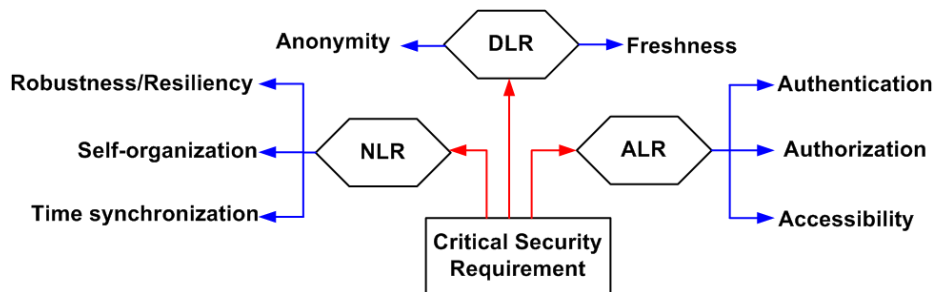 Anonymity
DLR
Freshness
Robustness/Resiliency
Authentication
Self-organization
NLR
ALR
Authorization
Time synchronization
Accessibility
Critical Security
Requirement